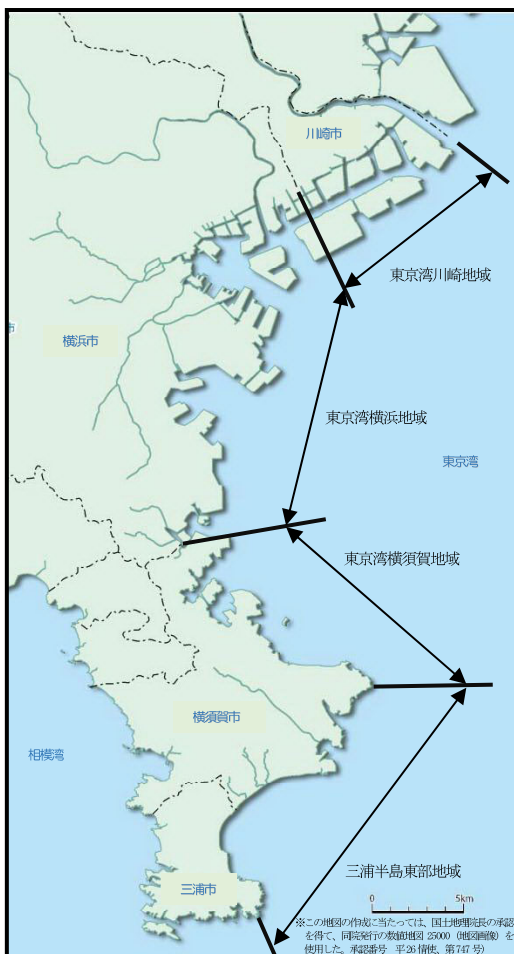 川崎市
東京湾川崎地域
市
横浜市
東京湾横浜地域
東京湾
東京湾横須賀地域
横須賀市
相模湾
三浦半島東部地域
三浦市
0 5km
※この地図の作成に当たっては、国土地理院長の承認
を得て、同院発行の数値地図 25000（地図画像）を
使用した。承認番号 平26情使、第747号）